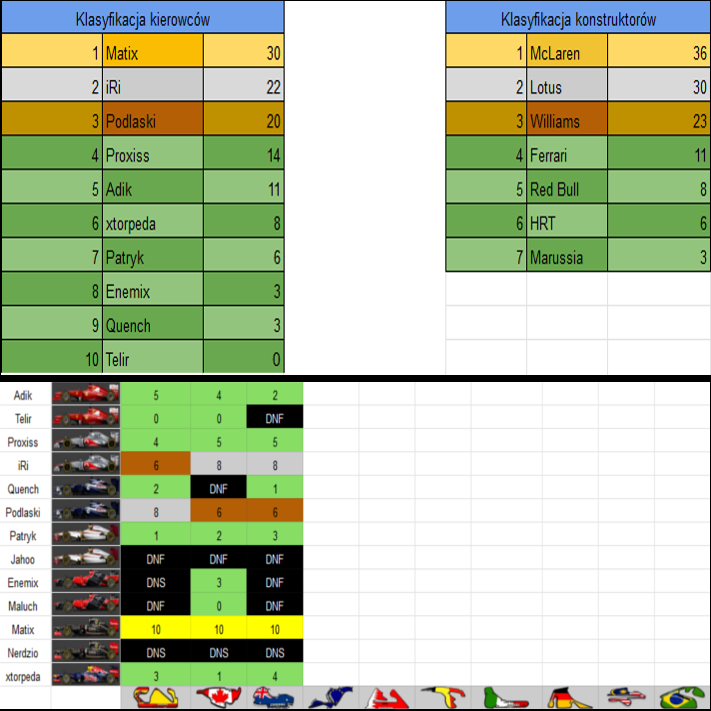 Klasyfikacja kierowców
1 Matix 30
2 iRi 22
3 Podlaski 20
4 Proxiss 14
5 Adik 11
6 xtorpeda 8
7 Patryk 6
8 Enemix 3
9 Quench 3
10 Telir 0
Klasyfikacja konstruktorów
1 McLaren 36
2 Lotus 30
3 Williams 23
4 Ferrari 11
5 Red Bull 8
6 HRT 6
7 Marussia 3
Adik 5 4 2
Telir 0 0 DNF
Proxiss 4 5 5
iRi 6 8 8
Quench 2 DNF 1
Podlaski 8 6 6
Patryk 1 2 3
Jahoo DNF DNF DNF
Enemix DNS 3 DNF
Maluch DNF 0 DNF
Matix 10 10 10
Nerdzio DNS DNS DNS
xtorpeda 3 1 4